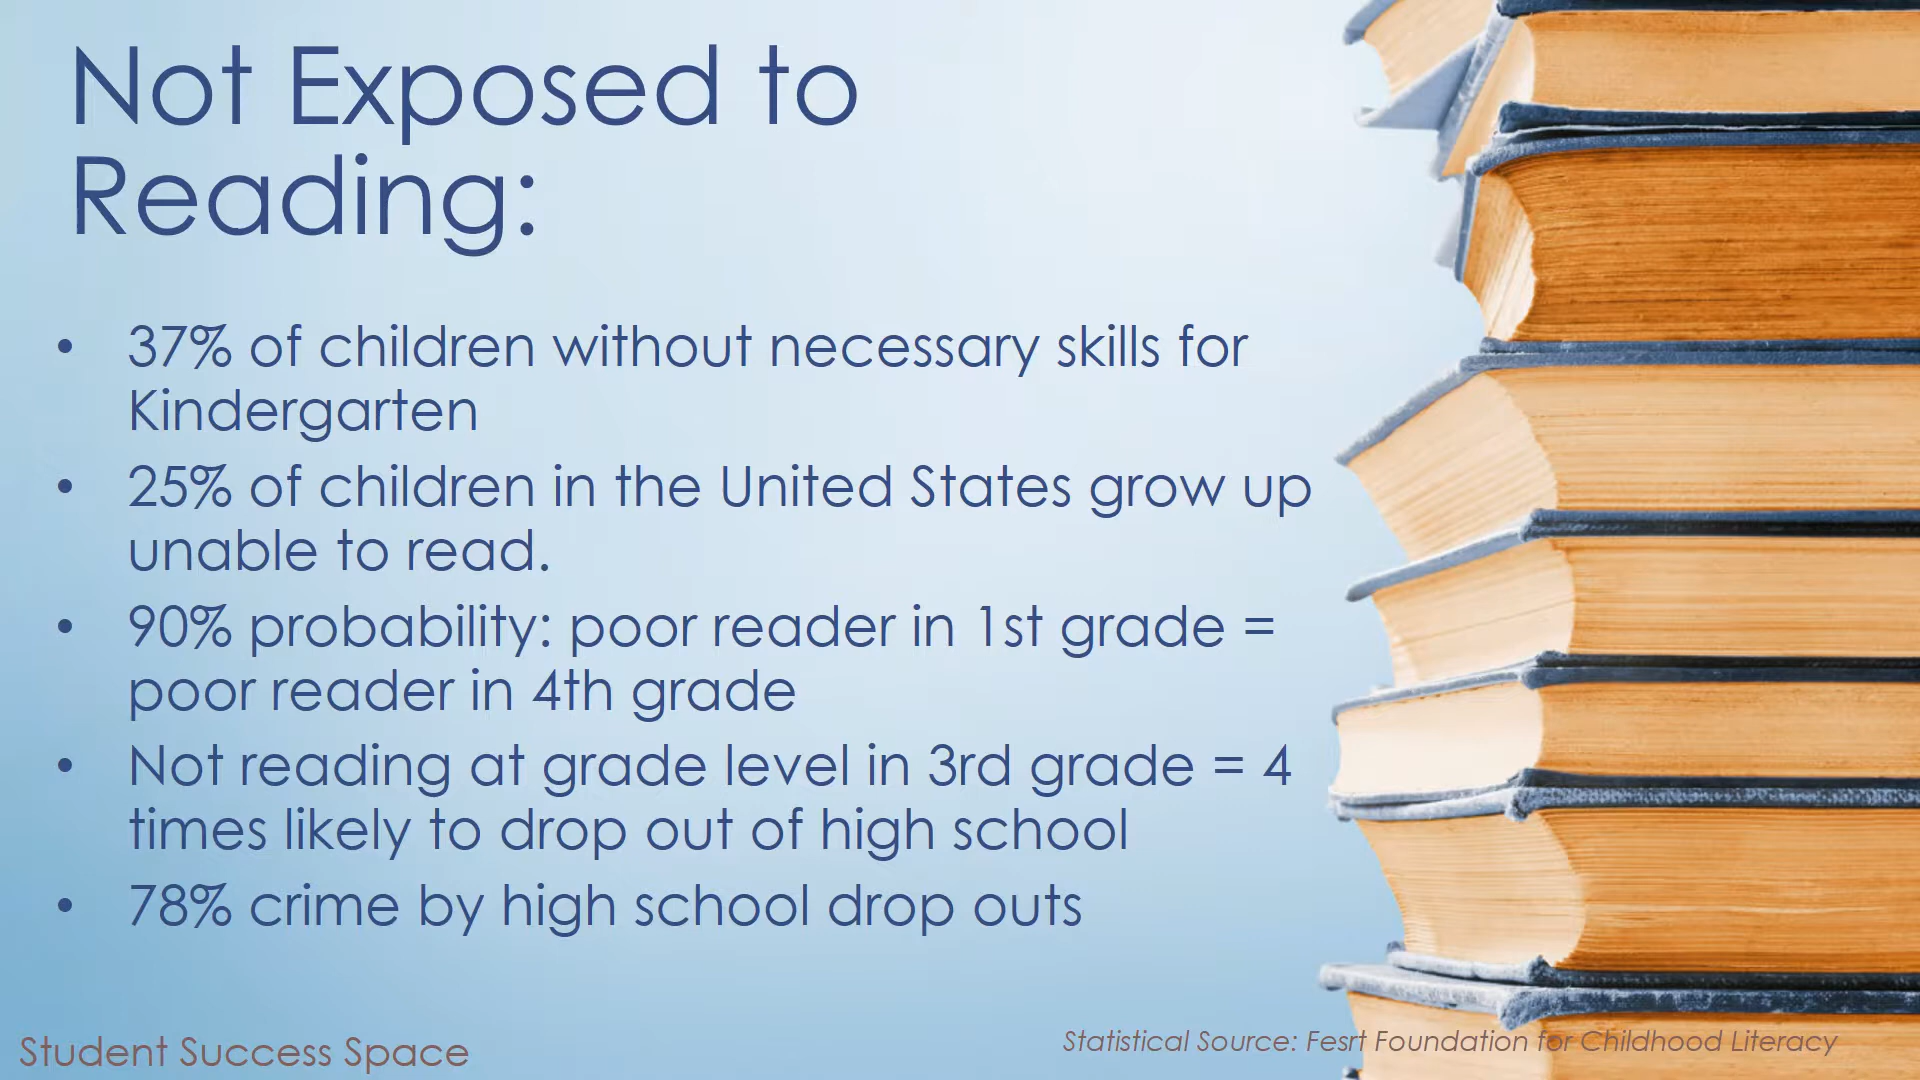 Not Exposed to
Reading:
• 37% of children without necessary skills for
Kindergarten
• 25% of children in the United States grow up
unable to read.
• 90% probability: poor reader in 1st grade =
poor reader in 4th grade
• Not reading at grade level in 3rd grade = 4
times likely to drop out of high school
• 78% crime by high school drop outs
Student Success Space
Statistical Source: Fesrt Foundation for Childhood Literacy